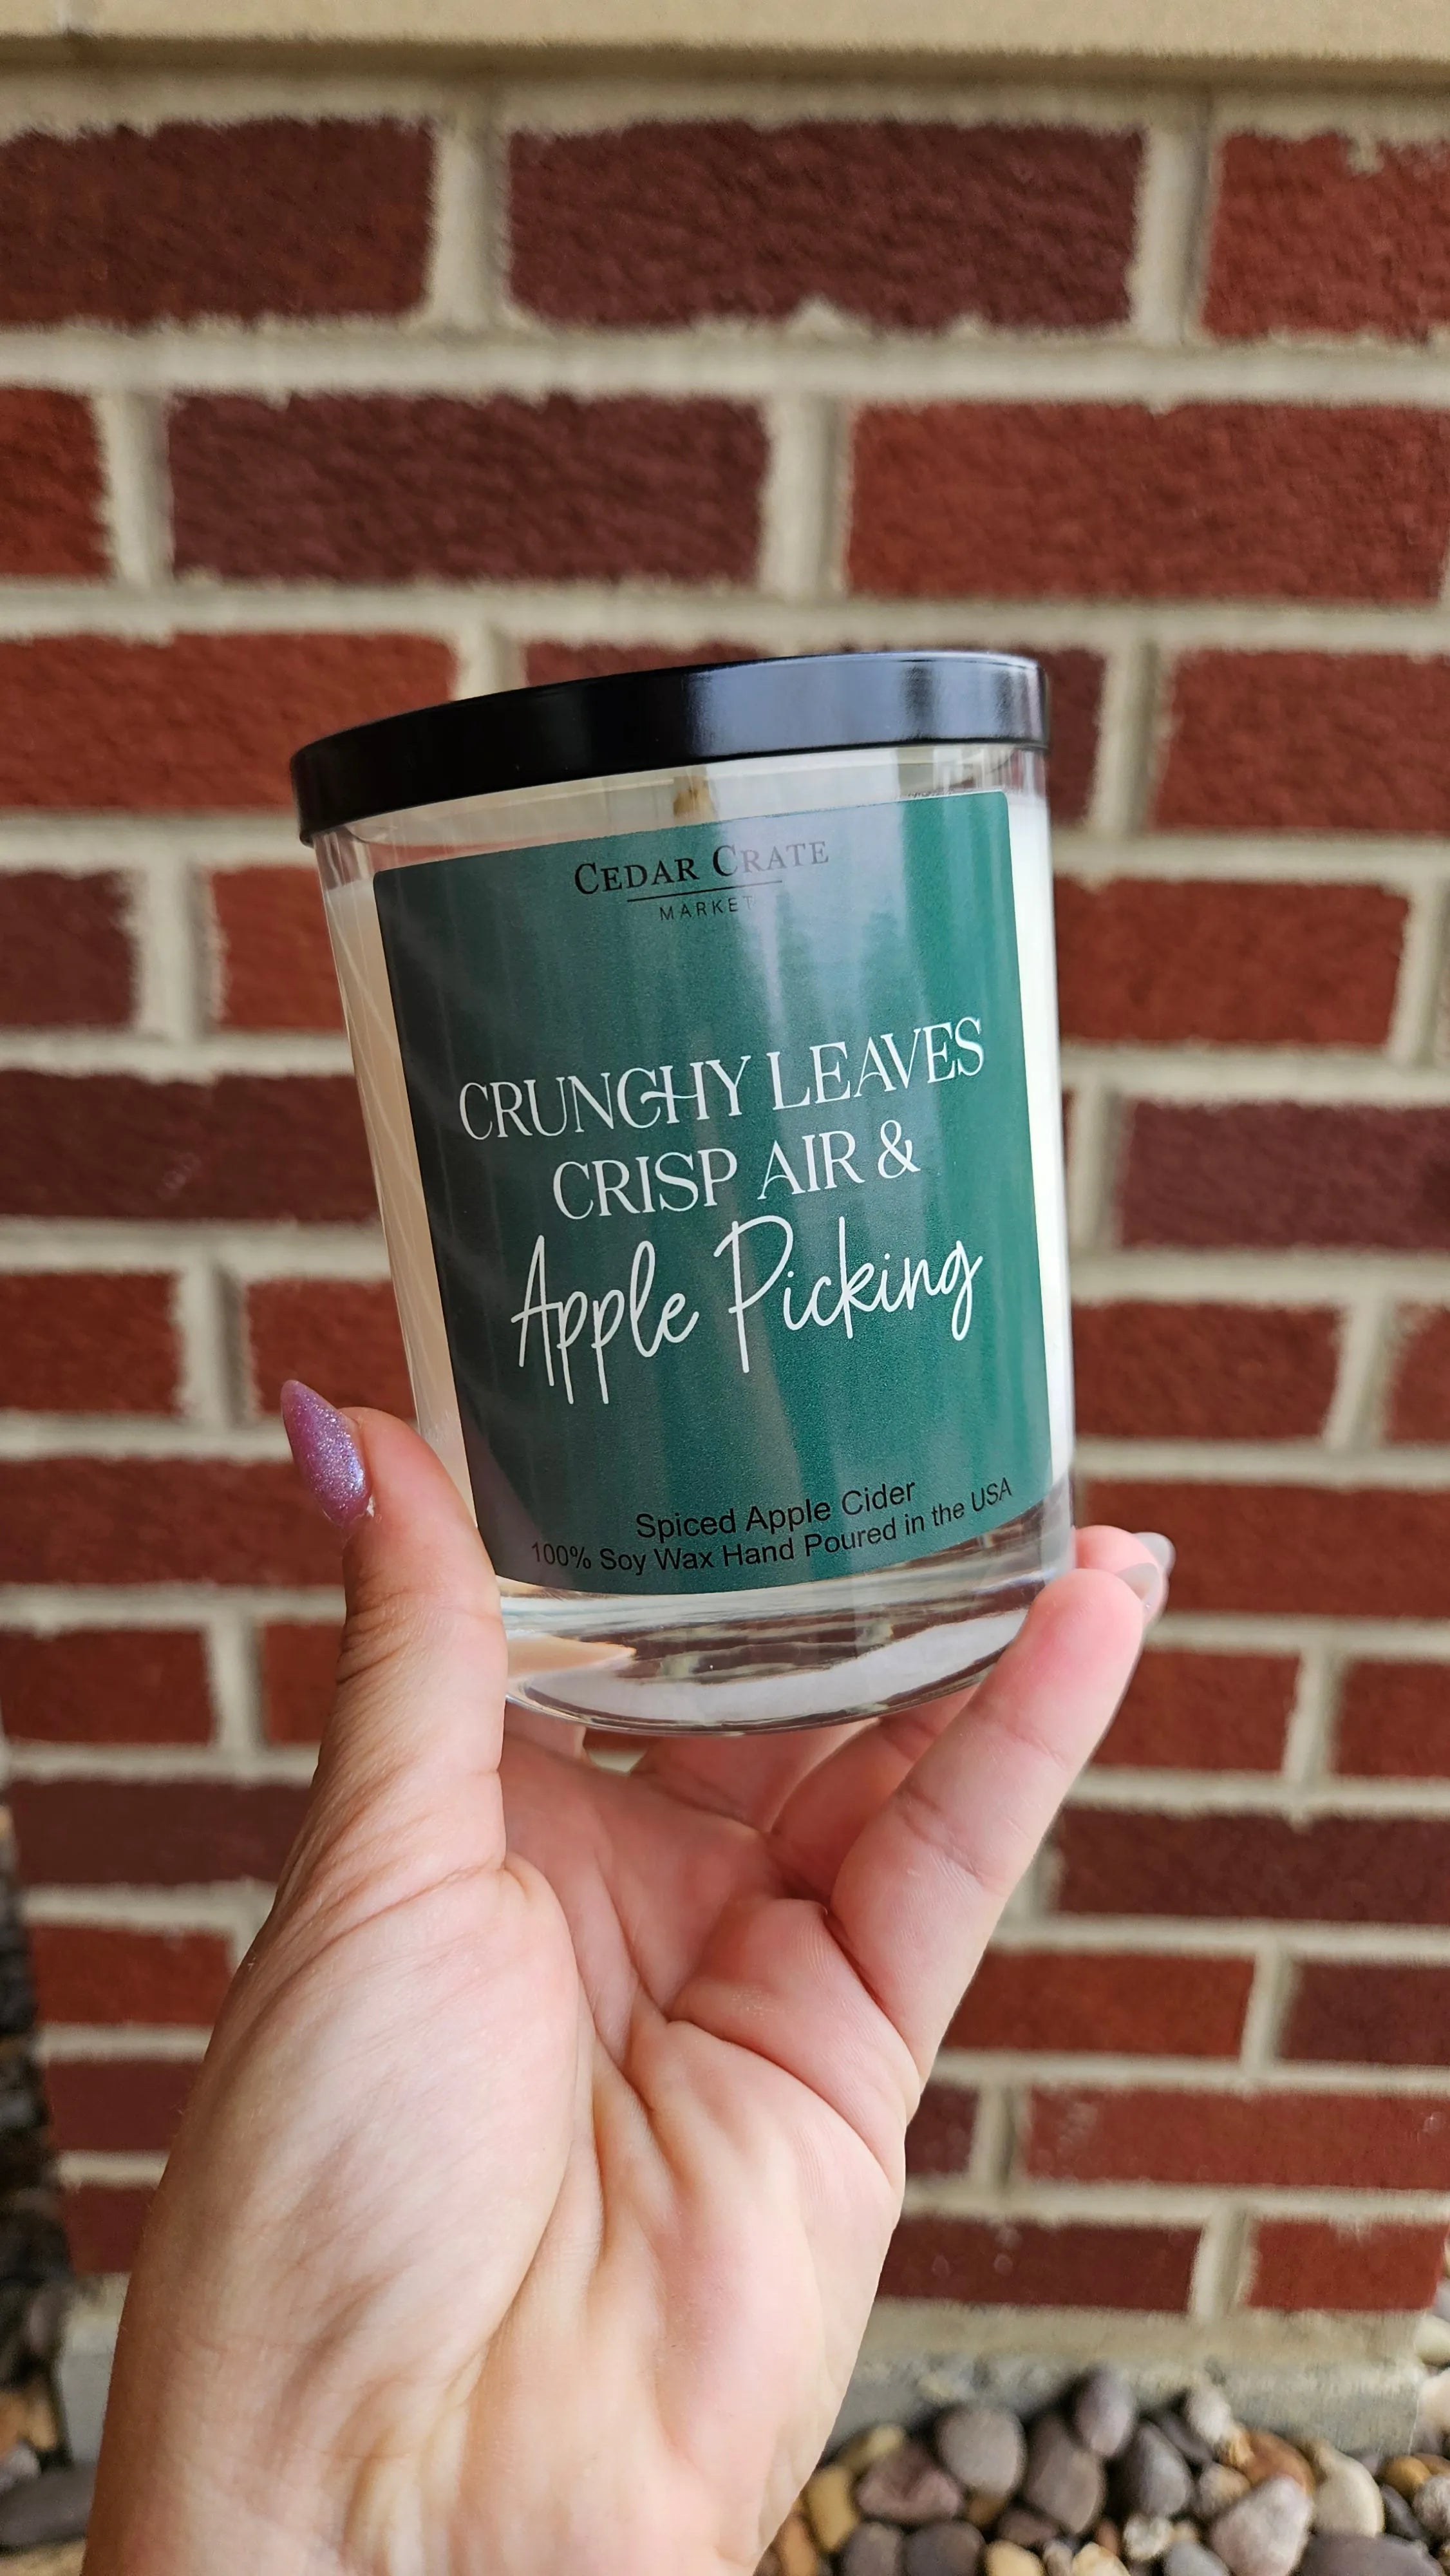 CEDAR CRATE
MARKET
CRUNCHY LEAVES
CRISP AIR &
Apple Picking
Spiced Apple Cider
100% Soy Wax Hand Poured in the USA